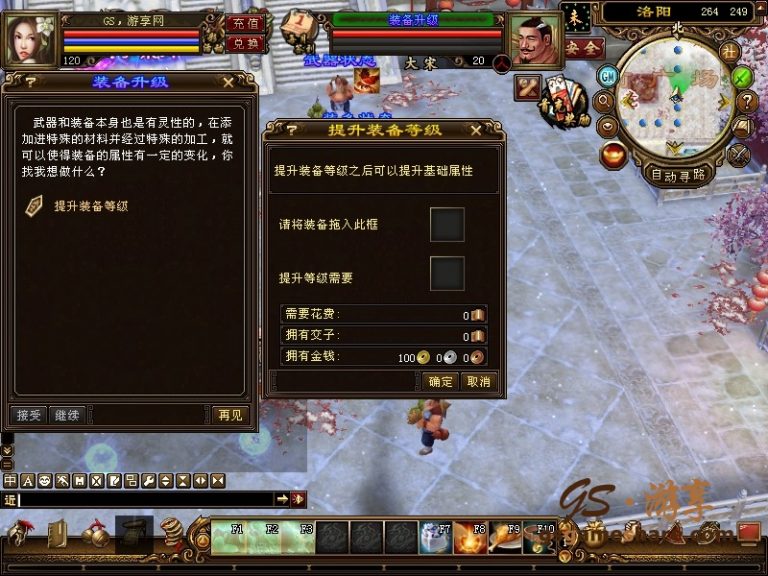 GS，游享网
充值
兑换
120
装备升级
大宋
20
未
安全
洛阳
264 249
北
社
GM
自动寻路
武器状态
？ 装备升级
武器和装备本身也是有灵性的，在添
加进特殊的材料并经过特殊的加工，就
可以使得装备的属性有一定的变化，你
找我想做什么？
提升装备等级
接受 继续 再见
？ 提升装备等级
提升装备等级之后可以提升基础属性
请将装备拖入此框
提升等级需要
需要花费： 0
拥有交子： 0
拥有金钱： 100 0 0
确定 取消
中 A
近
F1 F2 F3 F7 F8 F9 F10
GS·游享